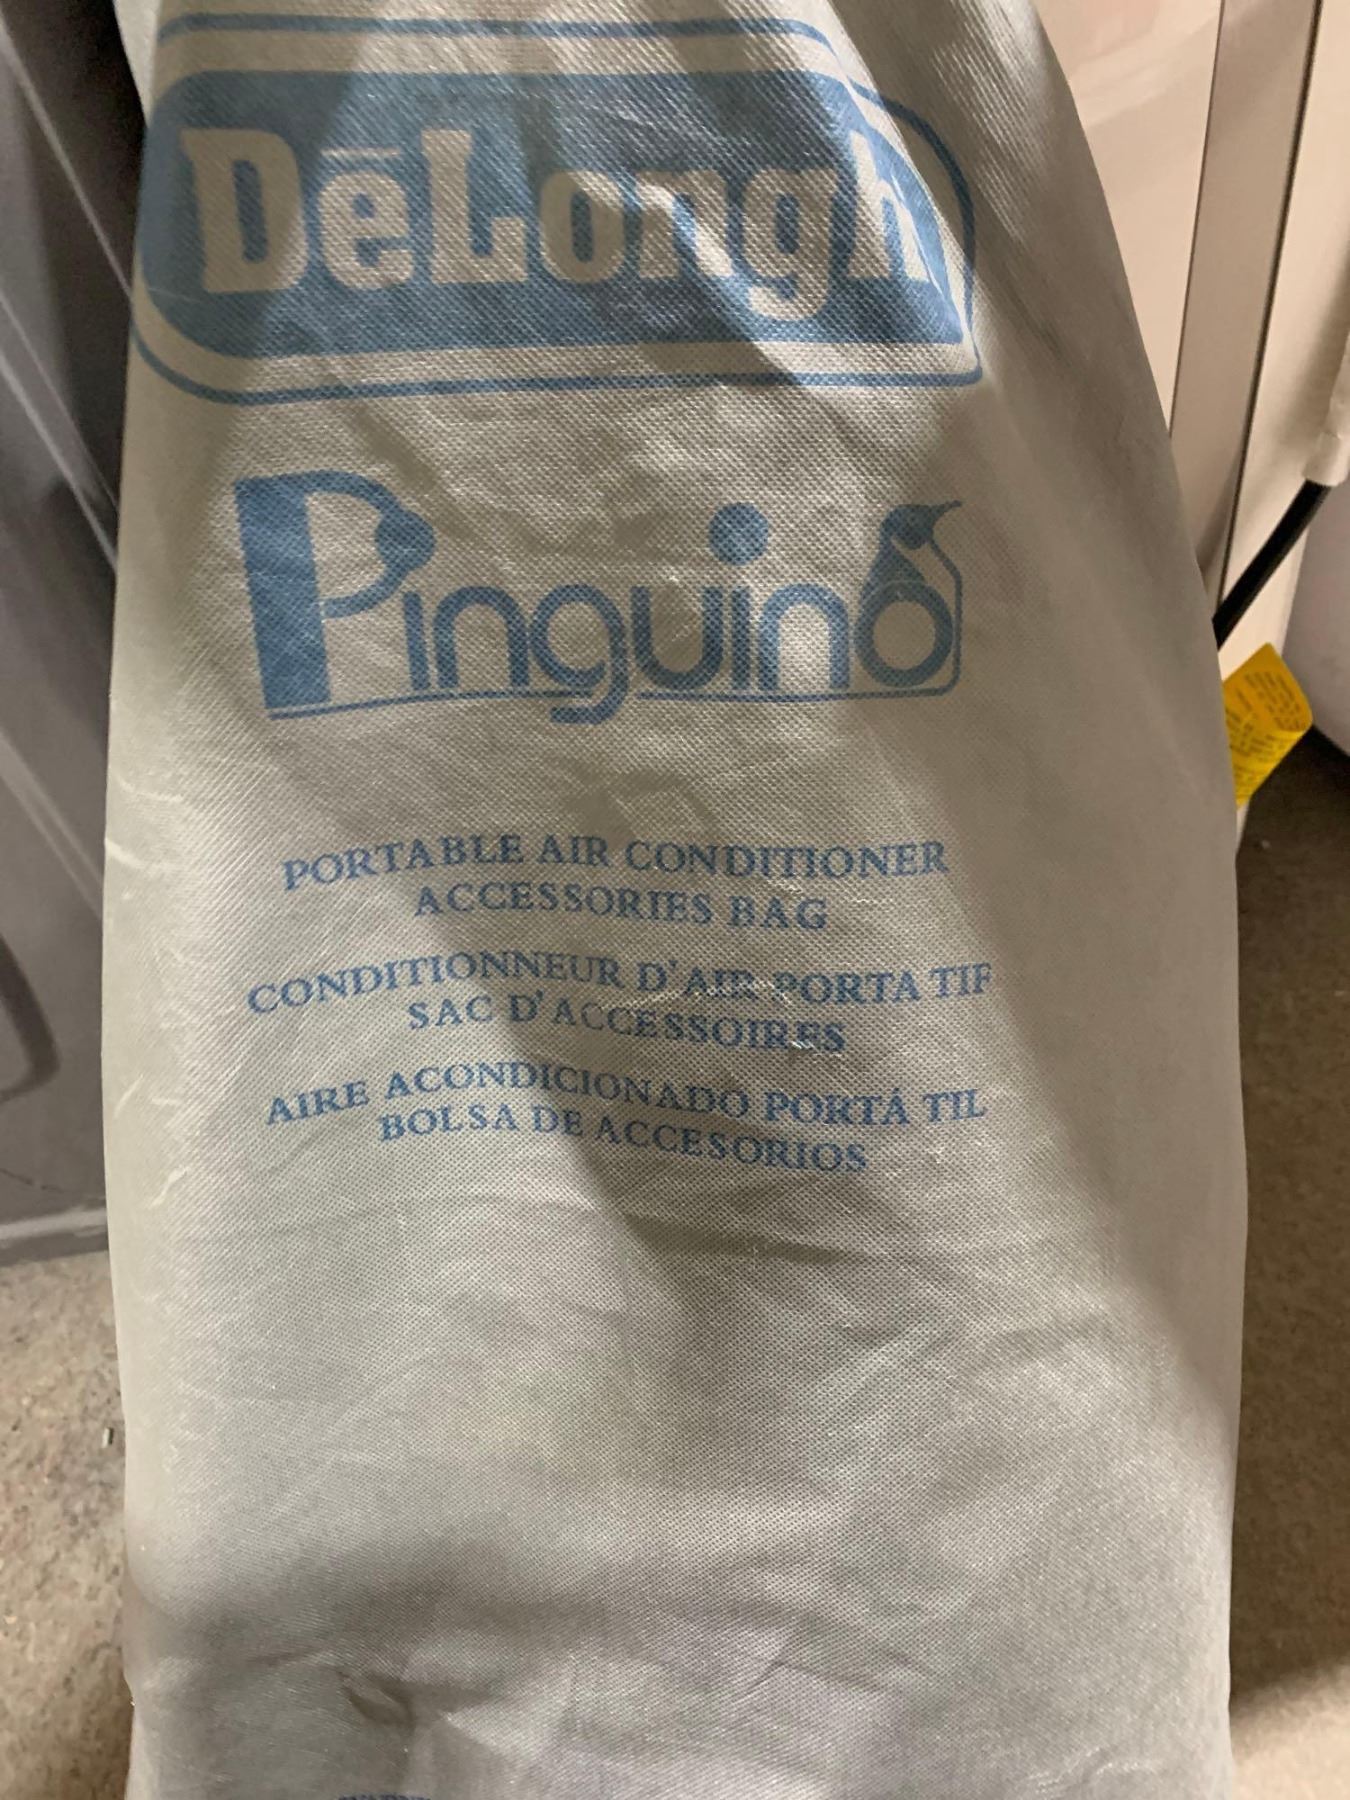 DēLongh
Pinguino
PORTABLE AIR CONDITIONER
ACCESSORIES BAG
CONDITIONNEUR D'AIR PORTA TIF
SAC D'ACCESSOIRES
AIRE ACONDICIONADO PORTÁ TIL
BOLSA DE ACCESORIOS